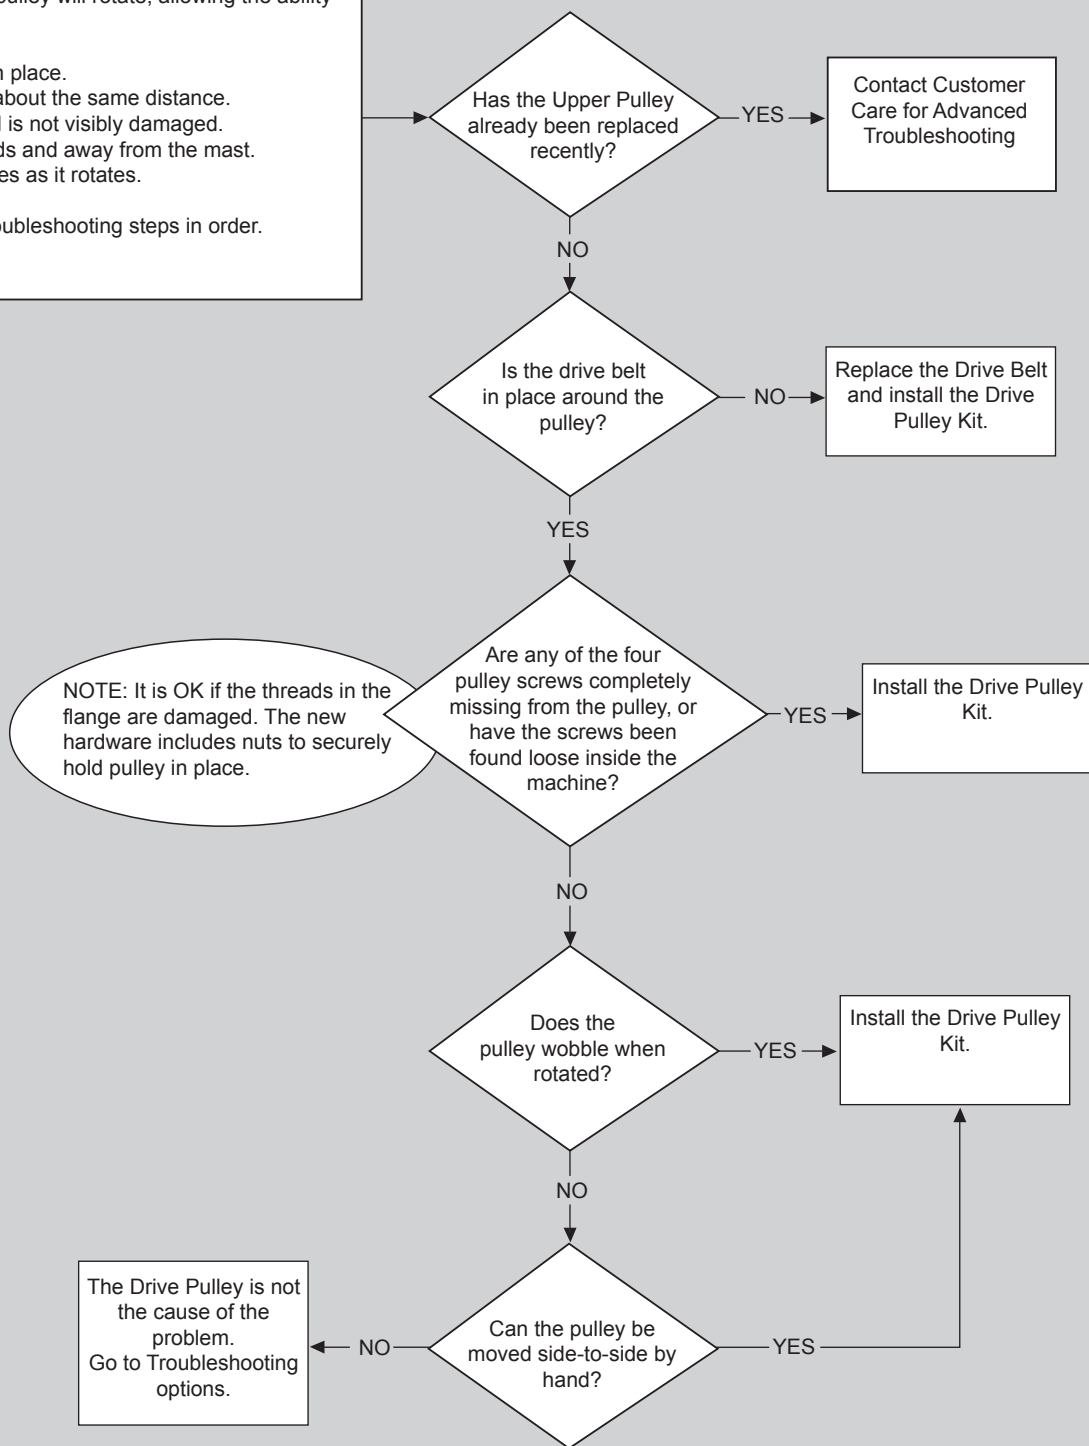 pulley will rotate, allowing the ability
place.
about the same distance.
is not visibly damaged.
and away from the mast.
as it rotates.
steps in order.
Has the Upper Pulley
already been replaced
recently?
YES
Contact Customer
Care for Advanced
Troubleshooting
NO
Is the drive belt
in place around the
pulley?
NO
Replace the Drive Belt
and install the Drive
Pulley Kit.
YES
NOTE: It is OK if the threads in the
flange are damaged. The new
hardware includes nuts to securely
hold pulley in place.
Are any of the four
pulley screws completely
missing from the pulley, or
have the screws been
found loose inside the
machine?
YES
Install the Drive Pulley
Kit.
NO
Does the
pulley wobble when
rotated?
YES
Install the Drive Pulley
Kit.
NO
Can the pulley be
moved side-to-side by
hand?
YES
NO
The Drive Pulley is not
the cause of the
problem.
Go to Troubleshooting
options.